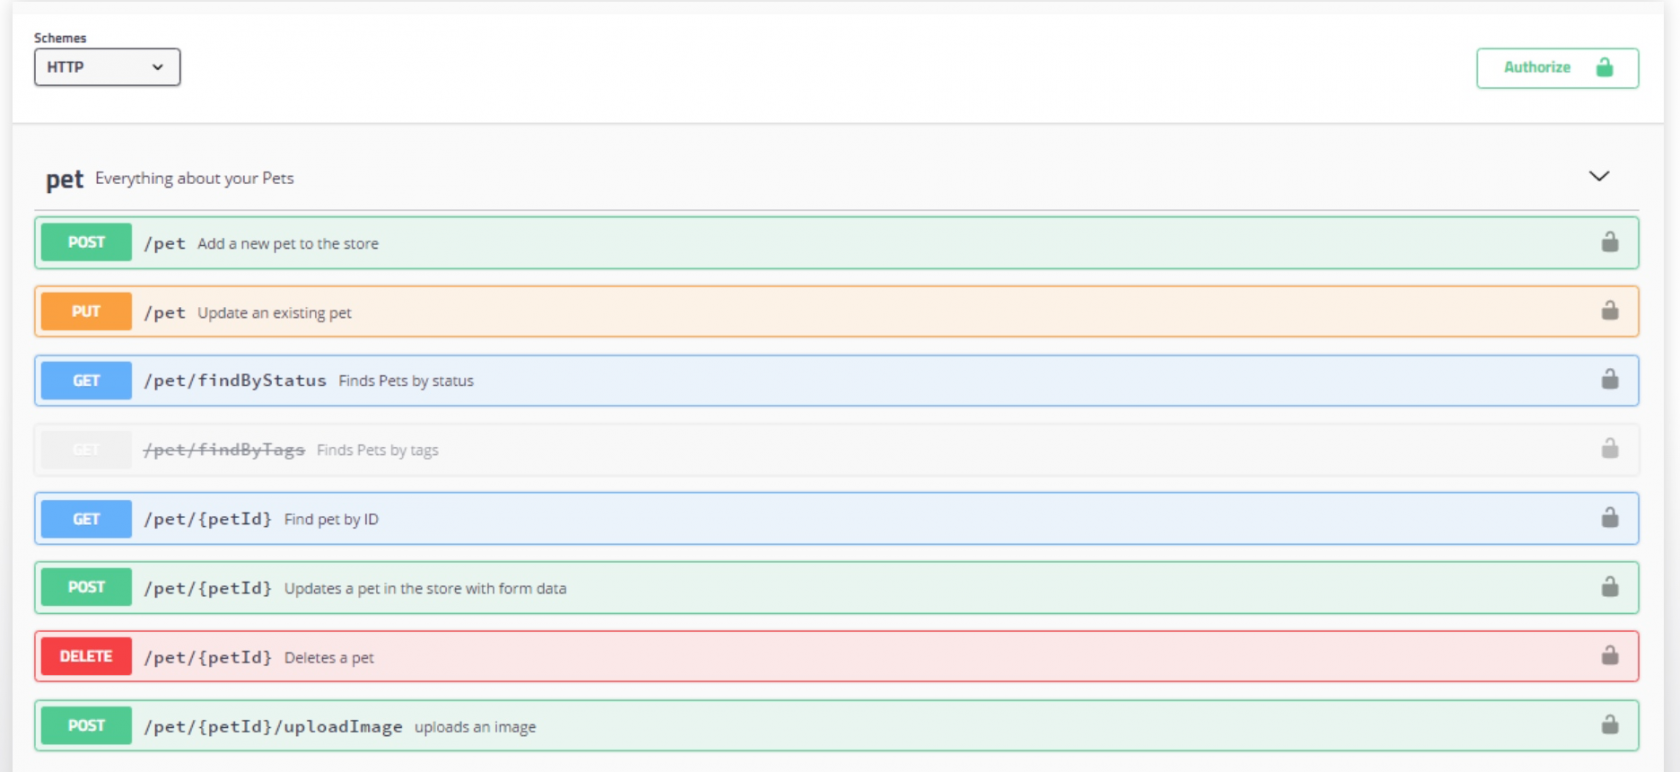 Schemes
HTTP
Authorize
pet Everything about your Pets
POST /pet Add a new pet to the store
PUT /pet Update an existing pet
GET /pet/findByStatus Finds Pets by status
GET /pet/findByTags Finds Pets by tags
GET /pet/{petId} Find pet by ID
POST /pet/{petId} Updates a pet in the store with form data
DELETE /pet/{petId} Deletes a pet
POST /pet/{petId}/uploadImage uploads an image